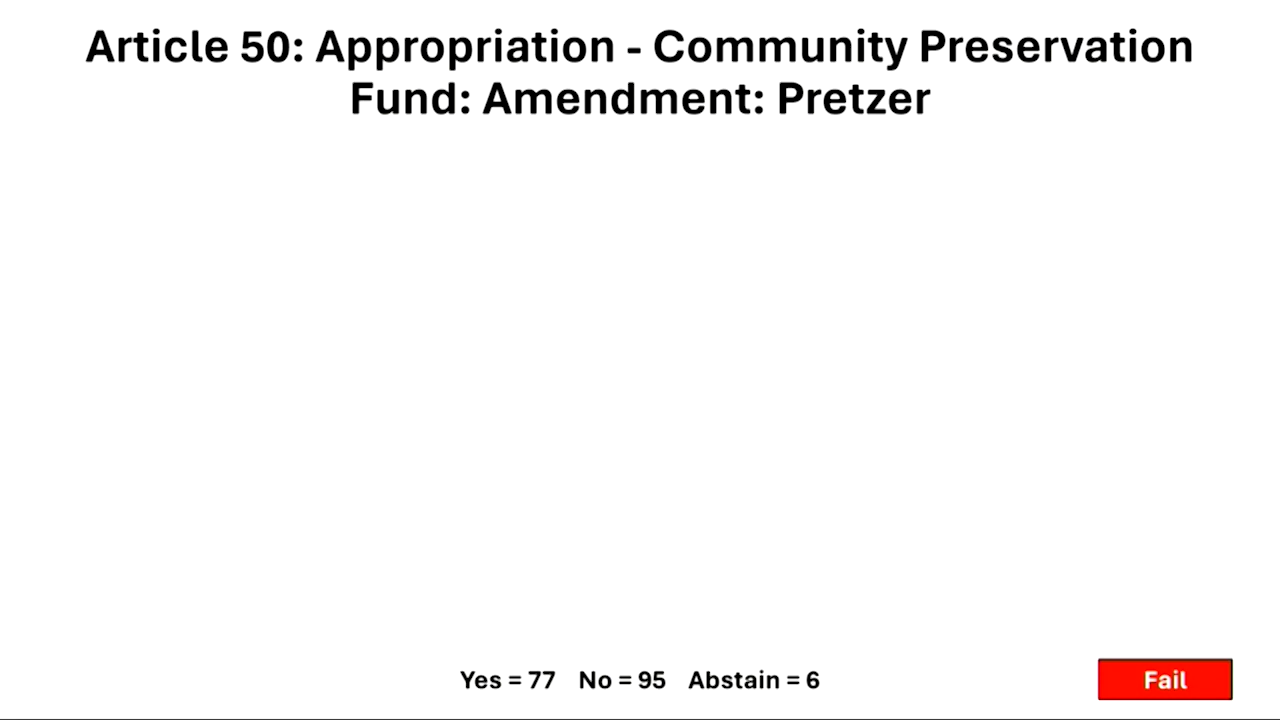 Article 50: Appropriation - Community Preservation
Fund: Amendment: Pretzer
Yes = 77 No = 95 Abstain = 6
Fail